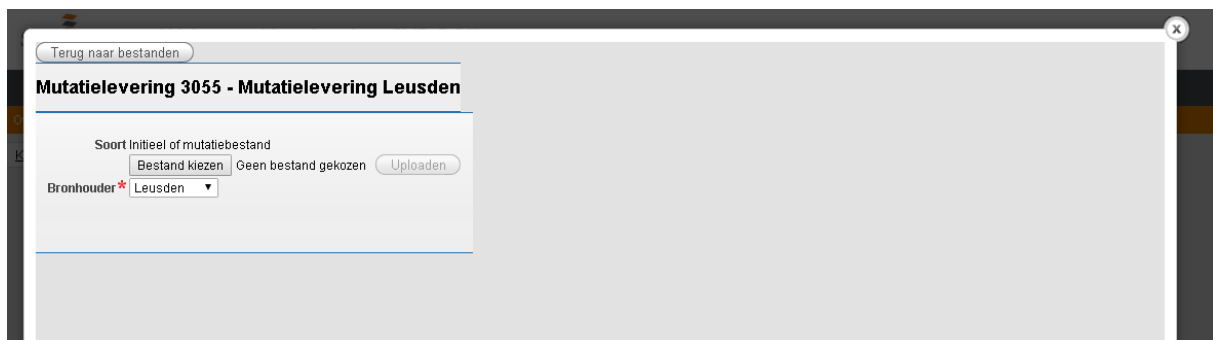 x
Terug naar bestanden
Mutatielevering 3055 - Mutatielevering Leusden
Soort Initieel of mutatiebestand
Bestand kiezen Geen bestand gekozen Uploaden
Bronhouder* Leusden